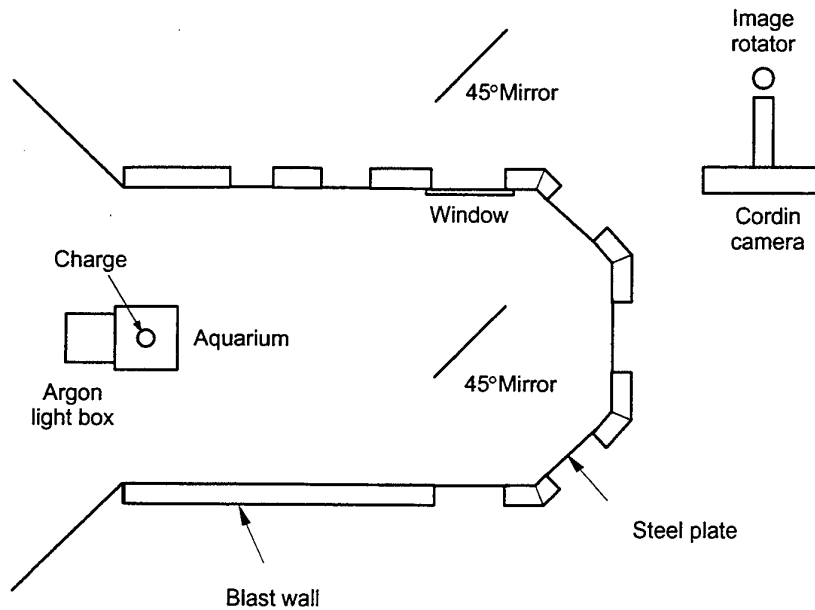 Image
rotator
45°Mirror
Window
Cordin
camera
Charge
Aquarium
45°Mirror
Argon
light box
Steel plate
Blast wall